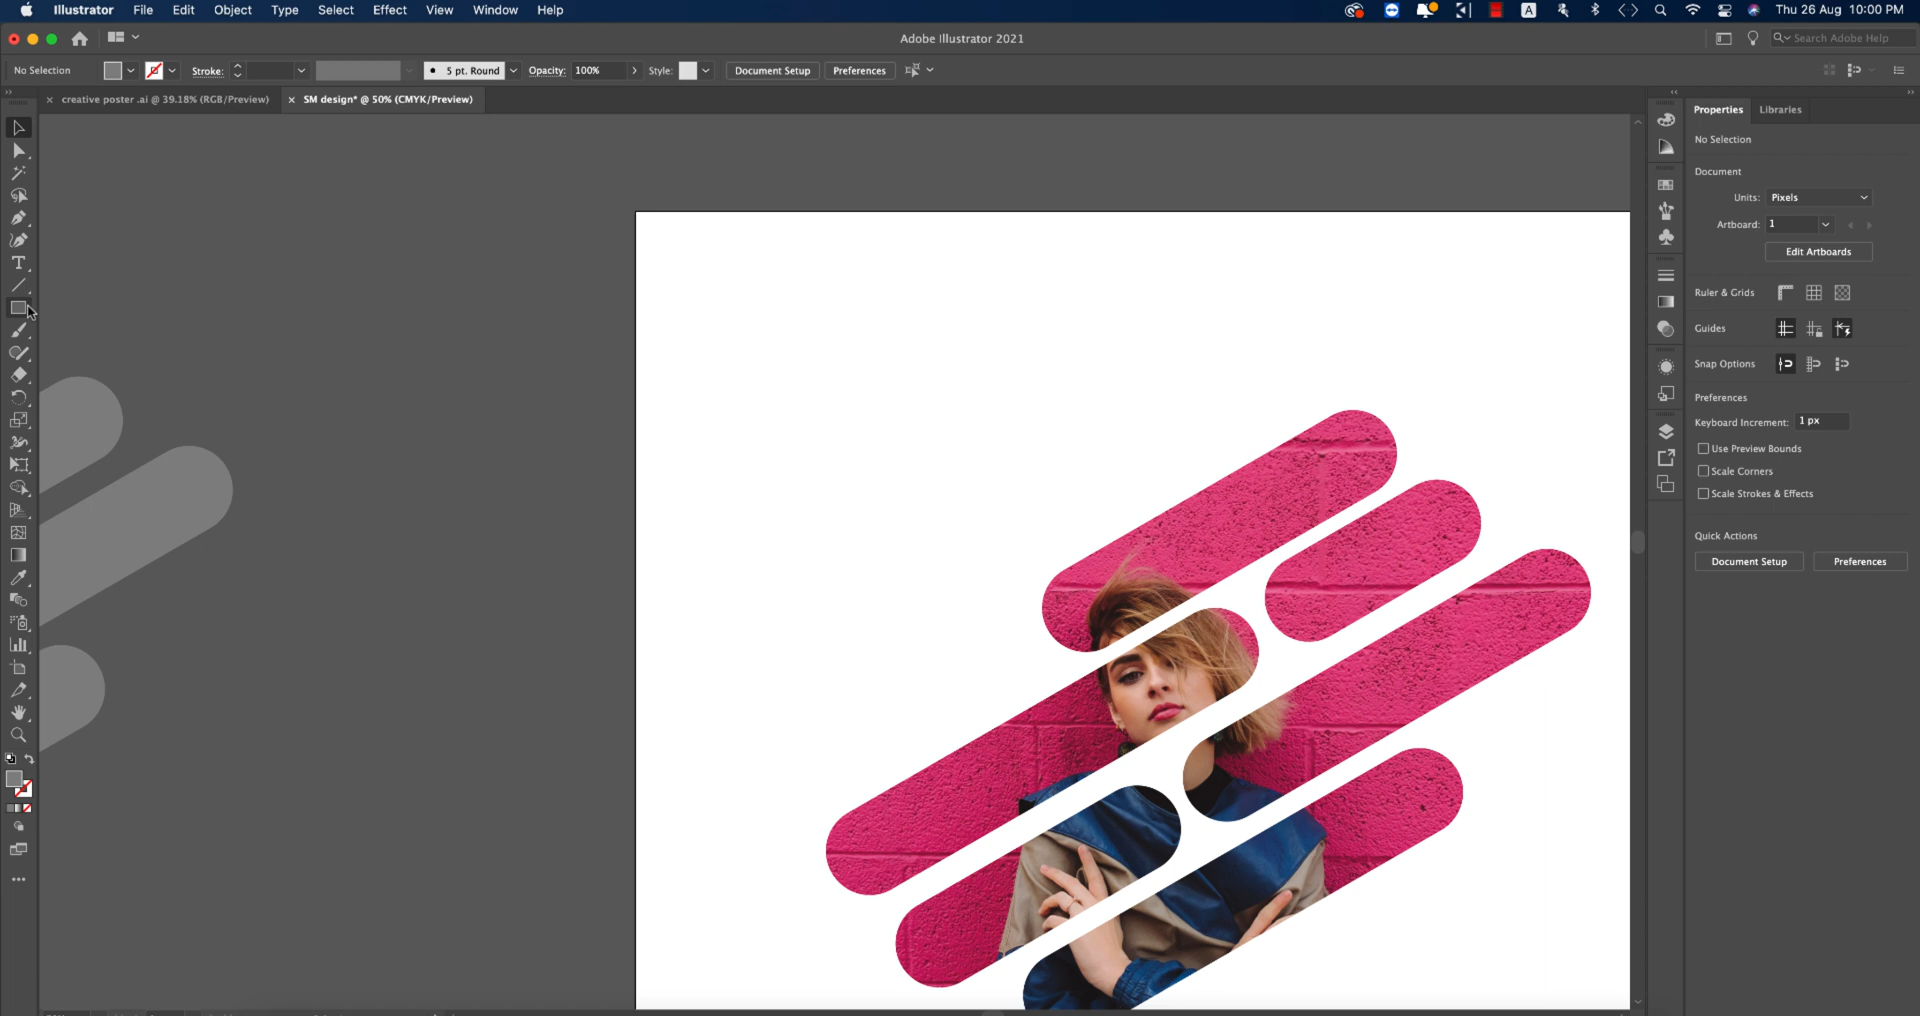 Illustrator File Edit Object Type Select Effect View Window Help
A
Thu 26 Aug 10:00 PM
Adobe Illustrator 2021
Search Adobe Help
No Selection
Stroke:
5 pt. Round
Opacity: 100%
Style:
Document Setup
Preferences
creative poster .ai @ 39.18% (RGB/Preview)
SM design* @ 50% (CMYK/Preview)
Properties
Libraries
No Selection
Document
Units: Pixels
Artboard: 1
Edit Artboards
Ruler & Grids
Guides
Snap Options
Preferences
Keyboard Increment: 1 px
Use Preview Bounds
Scale Corners
Scale Strokes & Effects
Quick Actions
Document Setup
Preferences